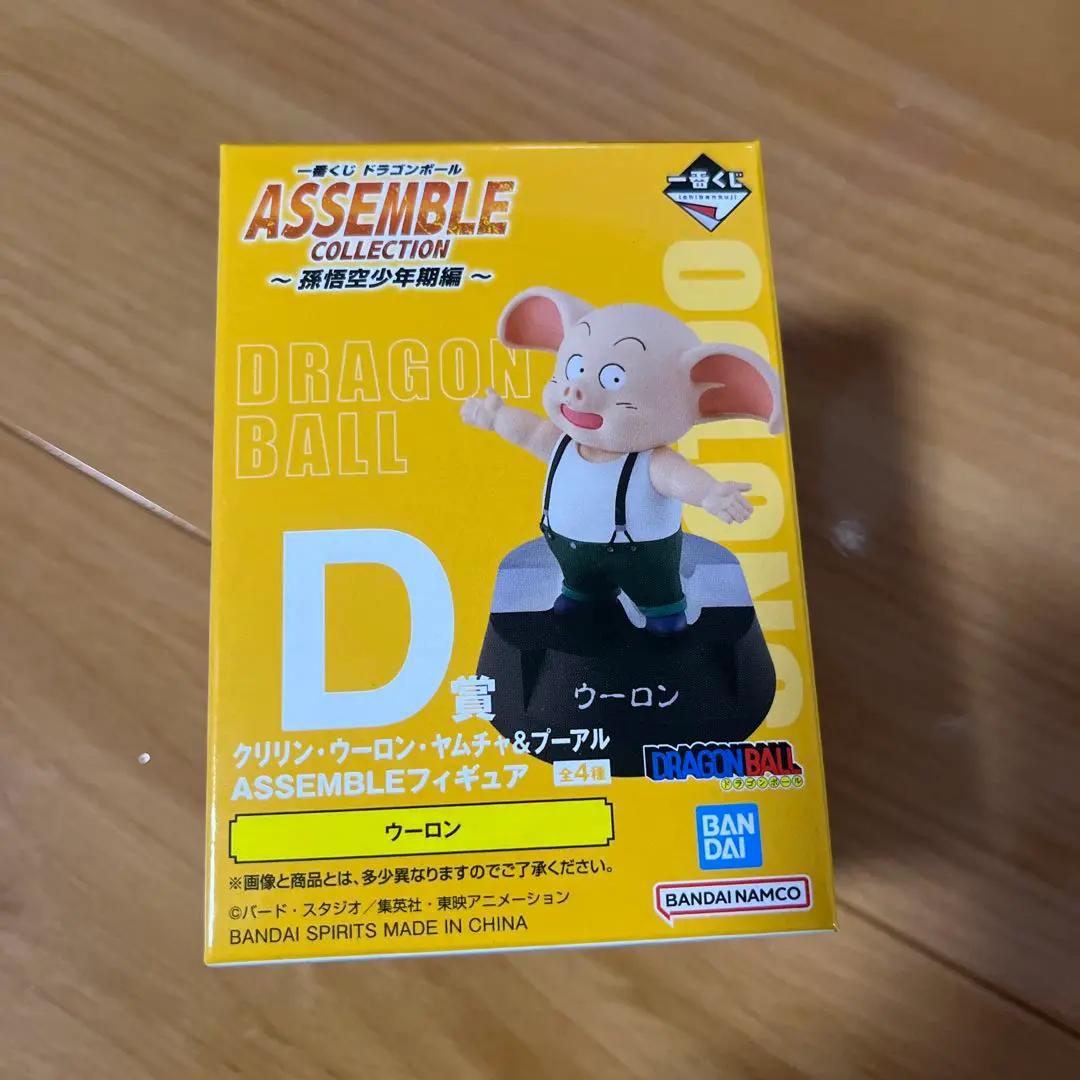 一番くじ ドラゴンボール
ASSEMBLE
COLLECTION
～孫悟空少年期編～
一番くじ
ichibankuji
DRAGON
BALL
OOLONG
D賞
ウーロン
クリリン・ウーロン・ヤムチャ&プーアル
ASSEMBLEフィギュア 全4種
ウーロン
DRAGON BALL
ドラゴンボール
BAN
DAI
※画像と商品とは、多少異なりますのでご了承ください。
©バード・スタジオ／集英社・東映アニメーション
BANDAI SPIRITS MADE IN CHINA
BANDAI NAMCO